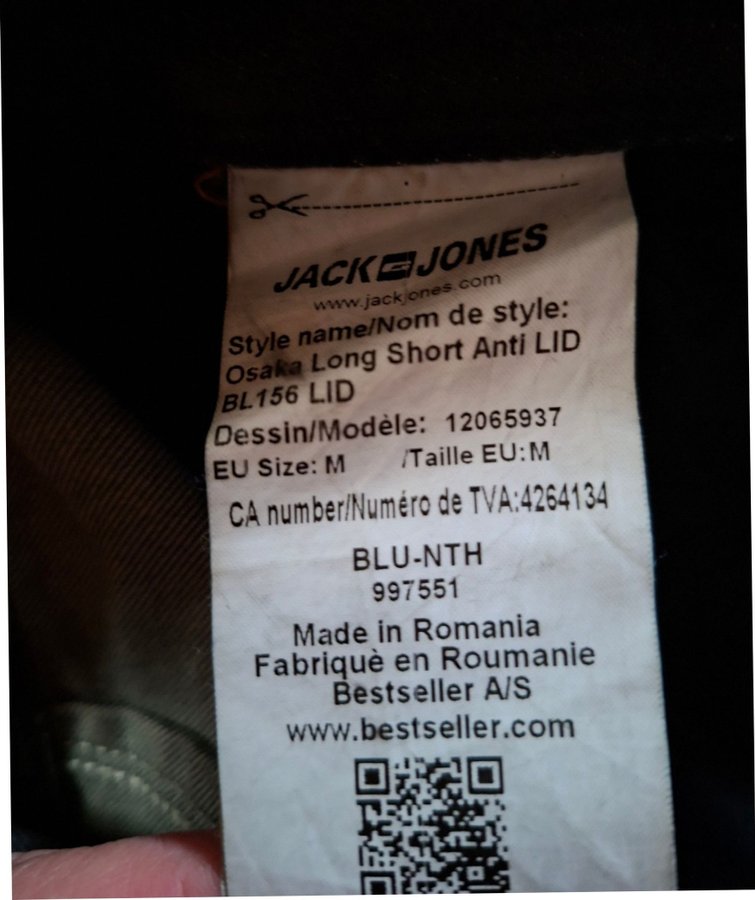 JACK & JONES
www.jackjones.com
Style name/Nom de style:
Osaka Long Short Anti LID
BL156 LID
Dessin/Modèle: 12065937
EU Size: M /Taille EU:M
CA number/Numéro de TVA:4264134
BLU-NTH
997551
Made in Romania
Fabriquè en Roumanie
Bestseller A/S
www.bestseller.com